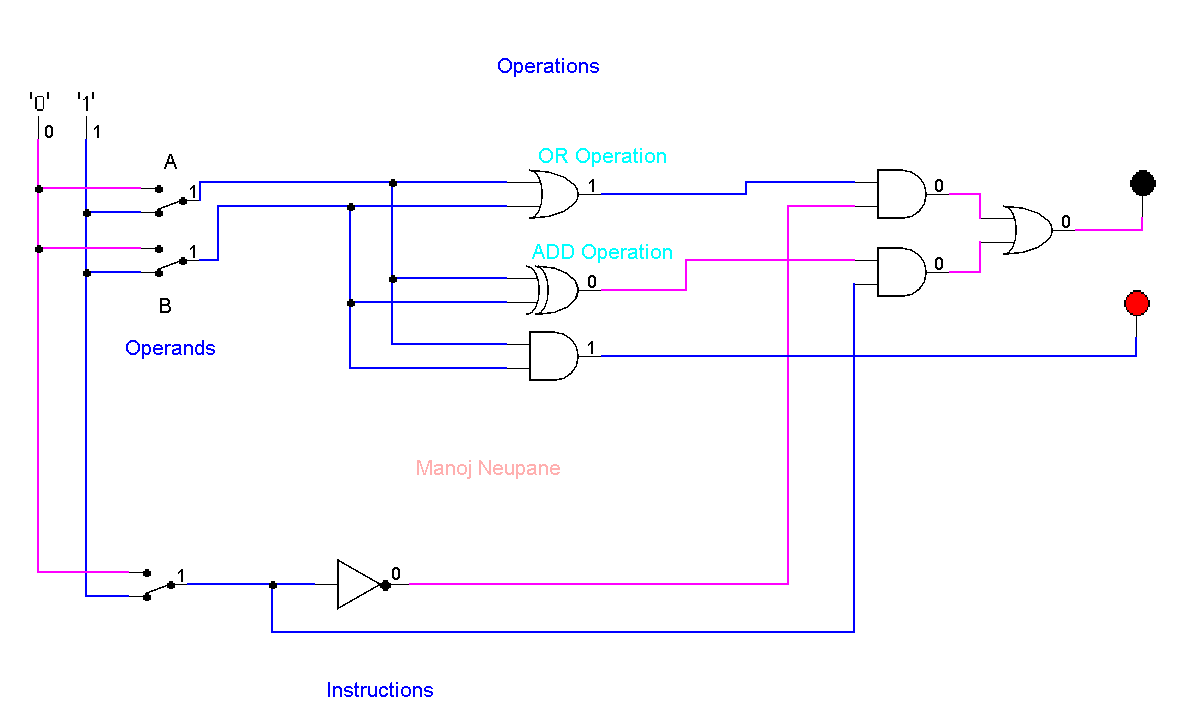 Operations
'0' '1'
0 1
A
OR Operation
1
1
0
0
1
ADD Operation
0
0
B
Operands
1
Manoj Neupane
1
0
Instructions